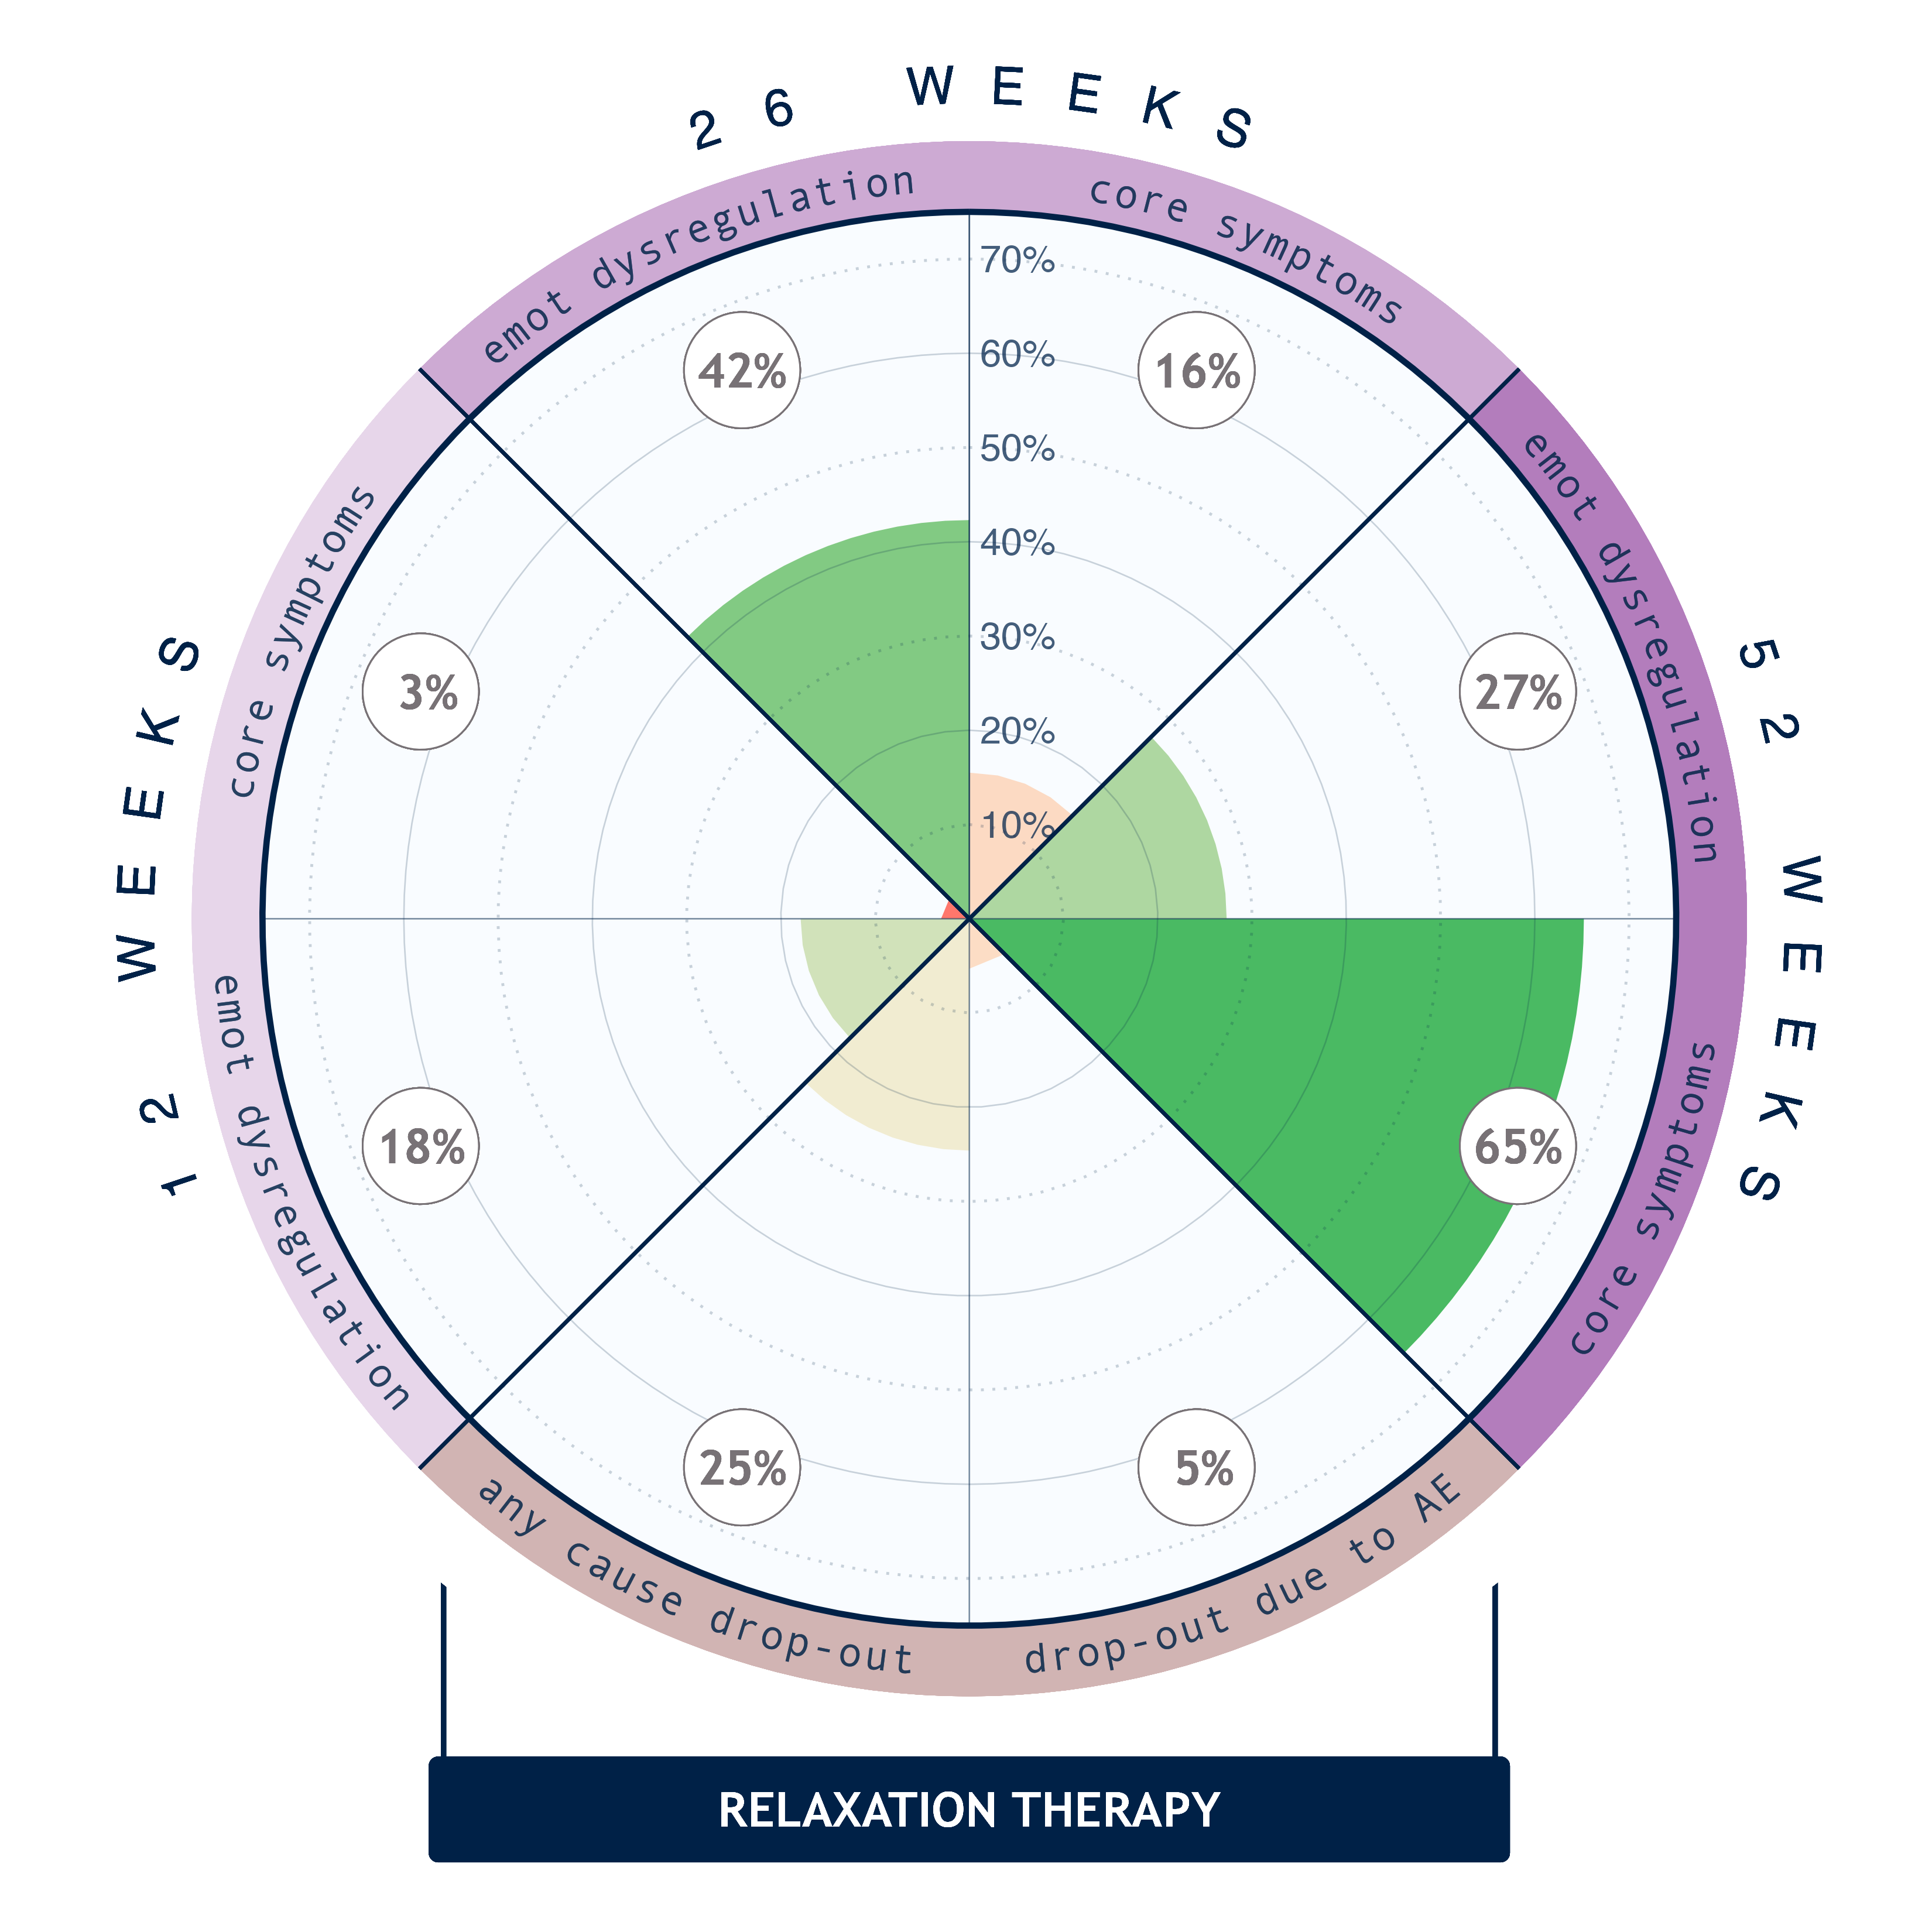 26 WEEKS
emot dysregulation
core symptoms
70%
60%
50%
40%
30%
20%
10%
42%
16%
52 WEEKS
emot dysregulation
core symptoms
27%
65%
12 WEEKS
core symptoms
emot dysregulation
3%
18%
25%
5%
any cause drop-out
drop-out due to AE
RELAXATION THERAPY